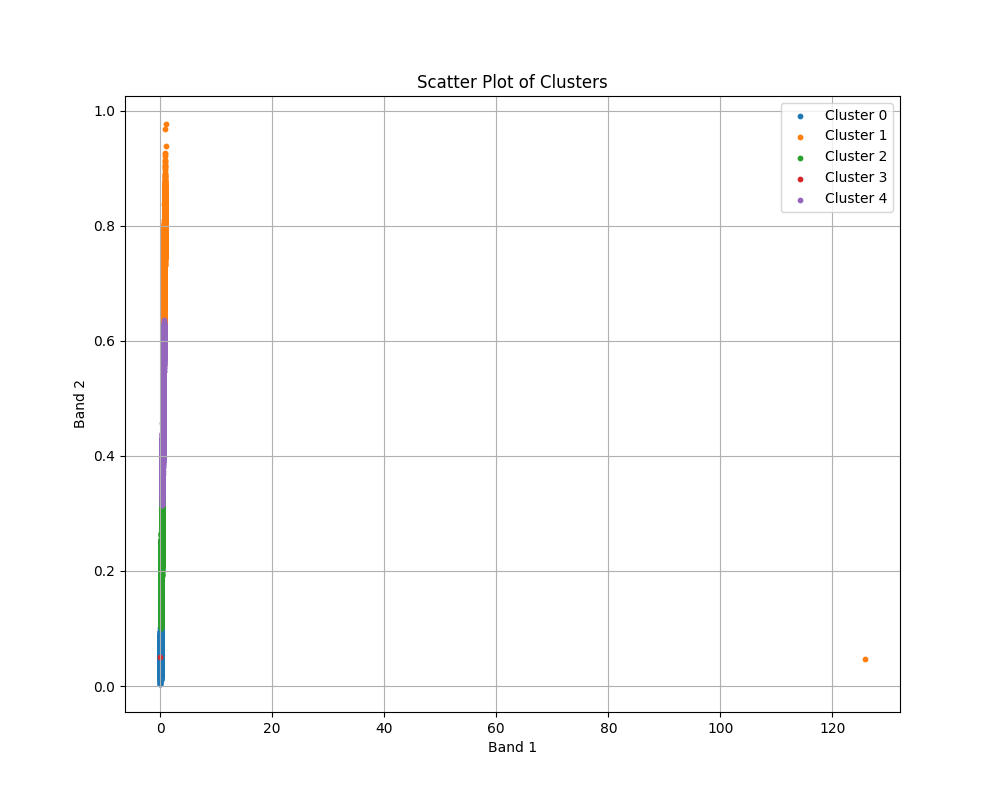 Scatter Plot of Clusters
Cluster 0
Cluster 1
Cluster 2
Cluster 3
Cluster 4
1.0
0.8
0.6
0.4
0.2
0.0
Band 2
0 20 40 60 80 100 120
Band 1